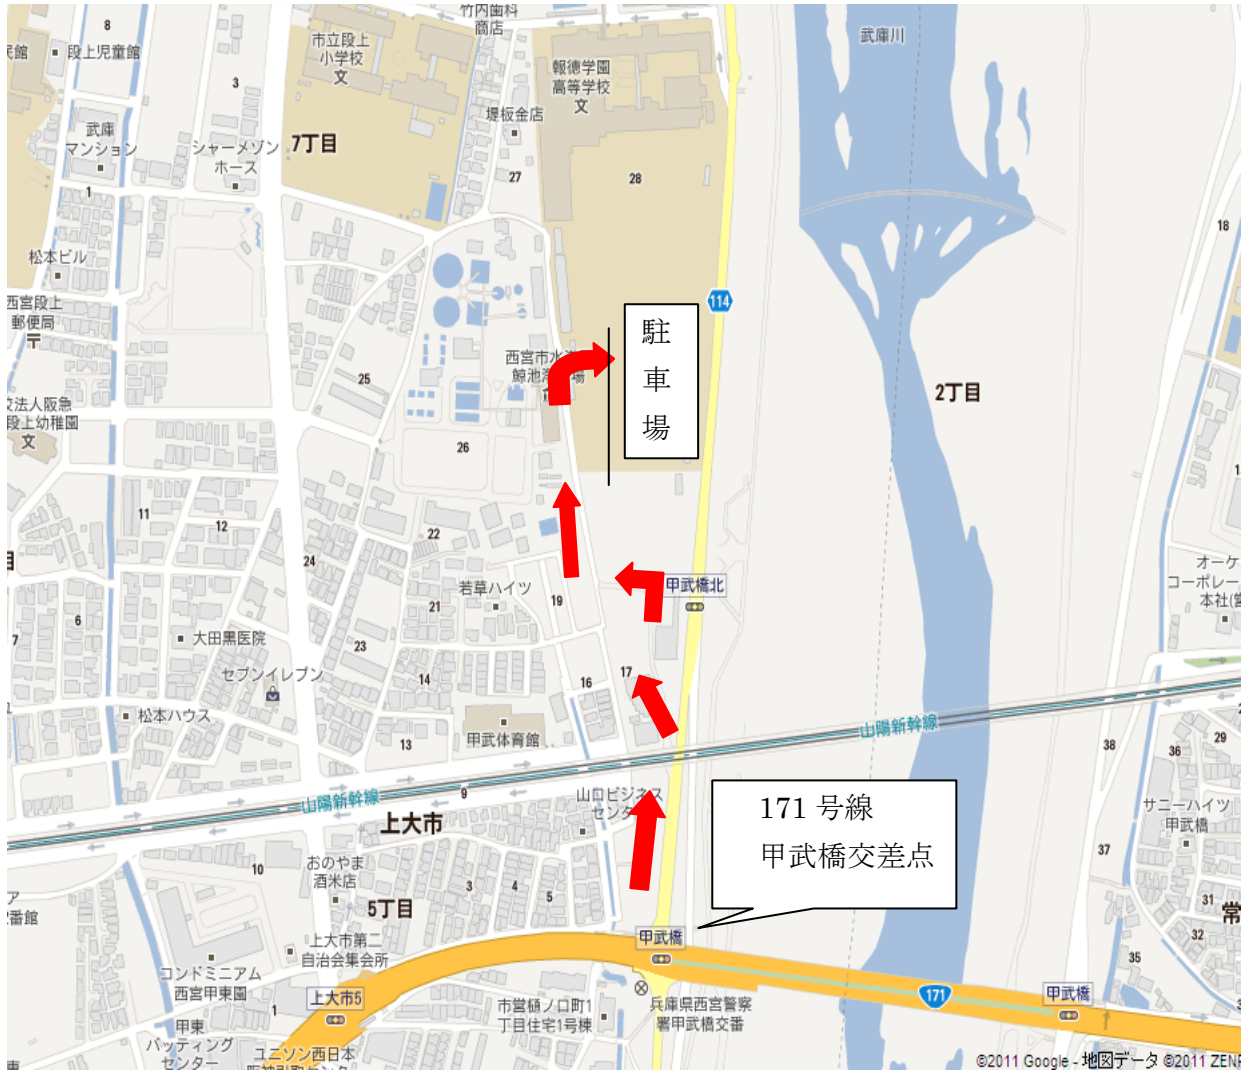 竹内歯科
商店
8
段上児童館
民館
市立段上
小学校
文
3
武庫川
報徳学園
高等学校
文
堤板金店
武庫
マンション
シャーメゾン
ホース
7丁目
27
28
1
18
松本ビル
西宮段上
郵便局
〒
114
駐
車
場
西宮市水
鯨池
場
25
2丁目
段上幼稚園
文
26
11
12
22
24
若草ハイツ
19
甲武橋北
オーケ
コーポレー
本社(営
21
6
7
大田黒医院
23
セブンイレブン
14
16
17
松本ハウス
甲武体育館
13
山陽新幹線
38
36
29
山陽新幹線
9
上大市
山口ビジネス
センタ
171 号線
甲武橋交差点
サニーハイツ
甲武橋
37
10
おのやま
酒米店
3
4
5
5丁目
31
常
32
35
番館
上大市第二
自治会集会所
甲武橋
コンドミニアム
西宮甲東園
上大市5
1
市営樋ノ口町1
丁目住宅1号棟
兵庫県西宮警察
署甲武橋交番
171
甲武橋
甲東
バッティング
センター
ユニソン西日本
©2011 Google - 地図データ ©2011 ZENR